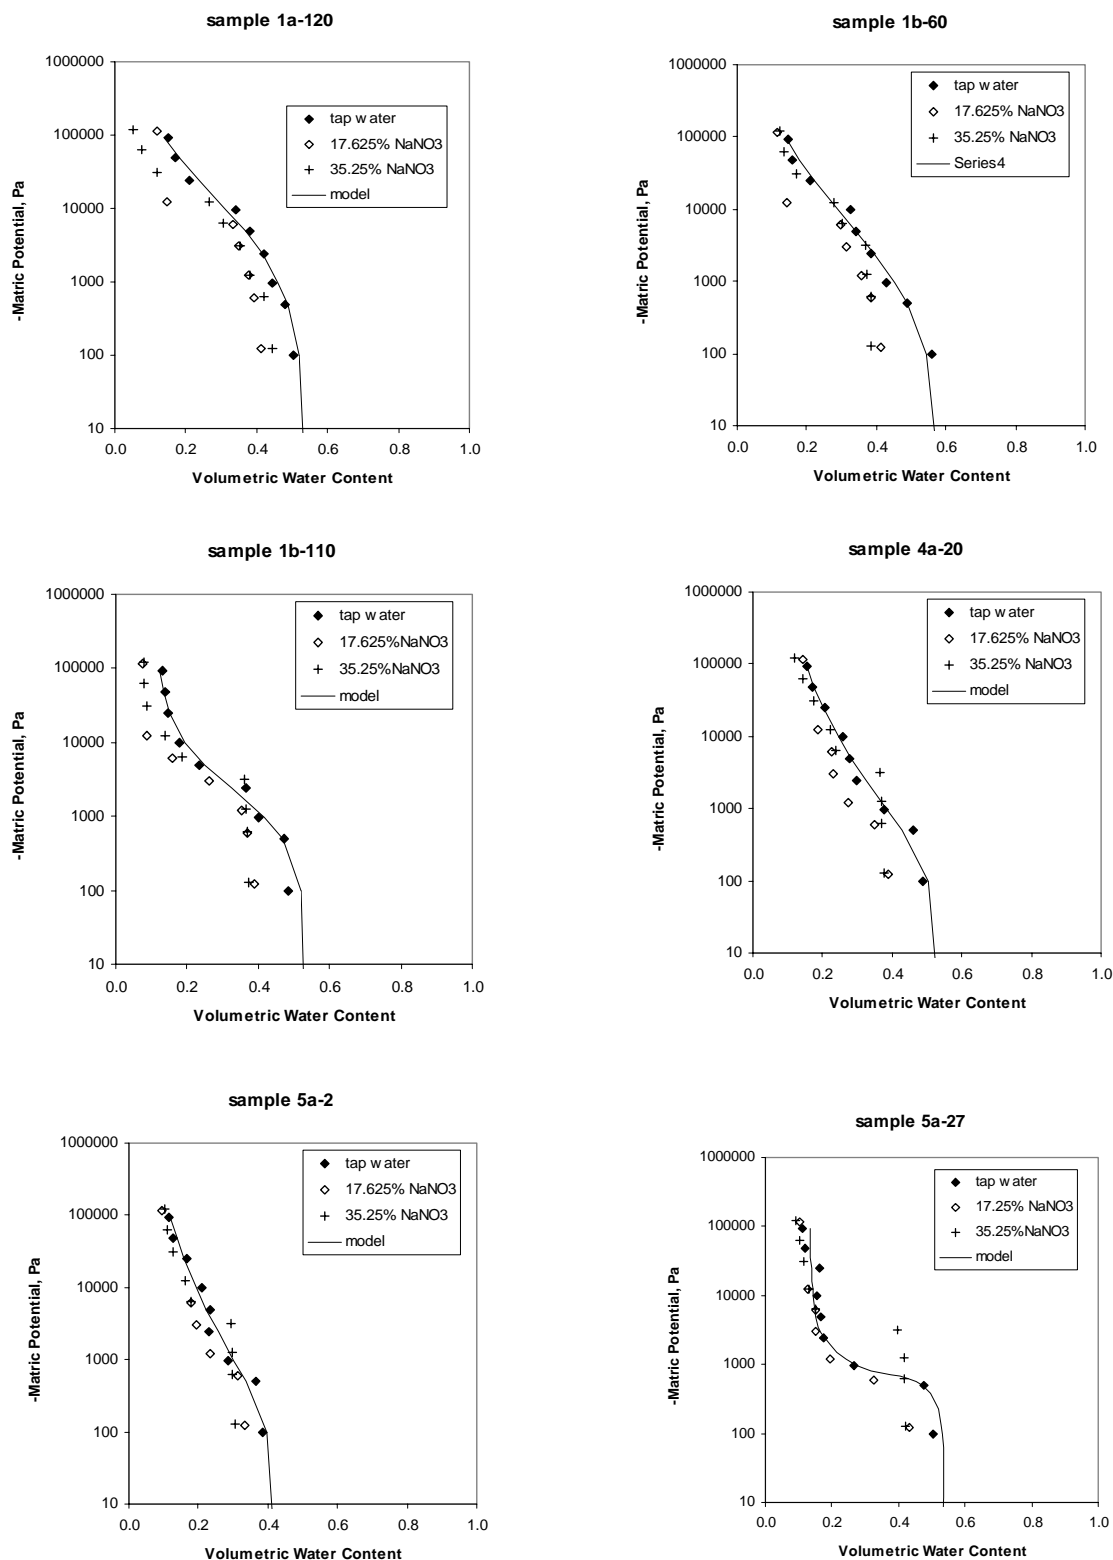 sample 1a-120
1000000
100000
10000
1000
100
10
-Matric Potential, Pa
tap water
17.625% NaNO3
35.25% NaNO3
model
0.0 0.2 0.4 0.6 0.8 1.0
Volumetric Water Content
sample 1b-60
1000000
100000
10000
1000
100
10
-Matric Potential, Pa
tap water
17.625% NaNO3
35.25% NaNO3
Series4
0.0 0.2 0.4 0.6 0.8 1.0
Volumetric Water Content
sample 1b-110
1000000
100000
10000
1000
100
10
-Matric Potential, Pa
tap water
17.625%NaNO3
35.25%NaNO3
model
0.0 0.2 0.4 0.6 0.8 1.0
Volumetric Water Content
sample 4a-20
1000000
100000
10000
1000
100
10
-Matric Potential, Pa
tap water
17.625% NaNO3
35.25%NaNO3
model
0.0 0.2 0.4 0.6 0.8 1.0
Volumetric Water Content
sample 5a-2
1000000
100000
10000
1000
100
10
-Matric Potential, Pa
tap water
17.625% NaNO3
35.25% NaNO3
model
0.0 0.2 0.4 0.6 0.8 1.0
Volumetric Water Content
sample 5a-27
1000000
100000
10000
1000
100
10
-Matric Potential, Pa
tap water
17.25% NaNO3
35.25%NaNO3
model
0.0 0.2 0.4 0.6 0.8 1.0
Volumetric Water Content